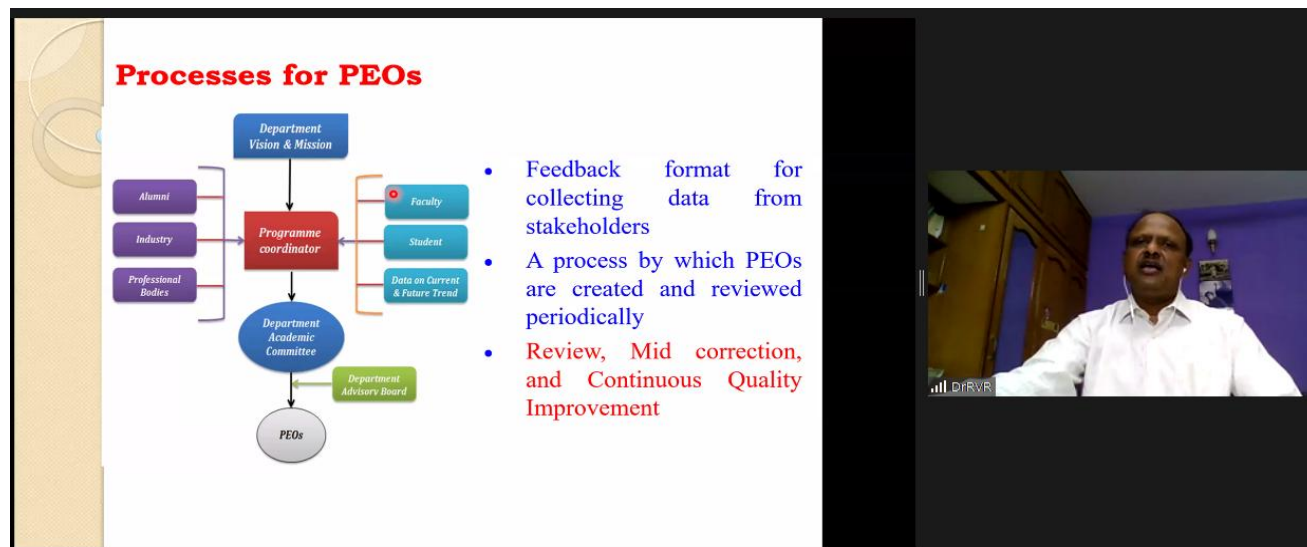 Processes for PEOs
Department
Vision & Mission
Alumni
Industry
Professional
Bodies
Programme
coordinator
Faculty
Student
Data on Current
& Future Trend
Department
Academic
Committee
Department
Advisory Board
PEOs
• Feedback format for
collecting data from
stakeholders
• A process by which PEOs
are created and reviewed
periodically
• Review, Mid correction,
and Continuous Quality
Improvement
DrRVR